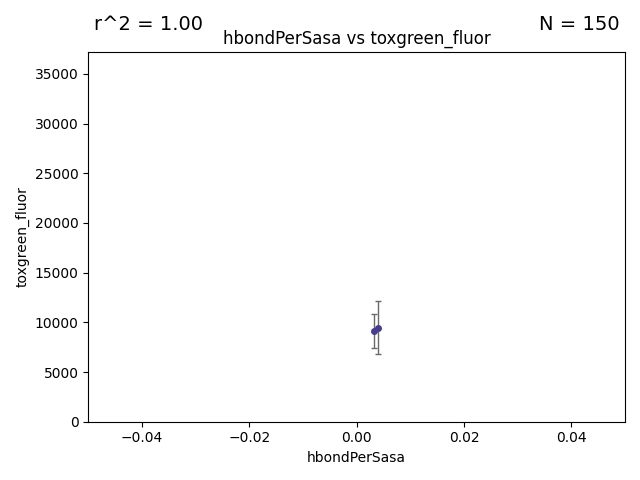 r^2 = 1.00
N = 150
hbondPerSasa vs toxgreen_fluor
toxgreen_fluor
35000
30000
25000
20000
15000
10000
5000
0
−0.04
−0.02
0.00
0.02
0.04
hbondPerSasa